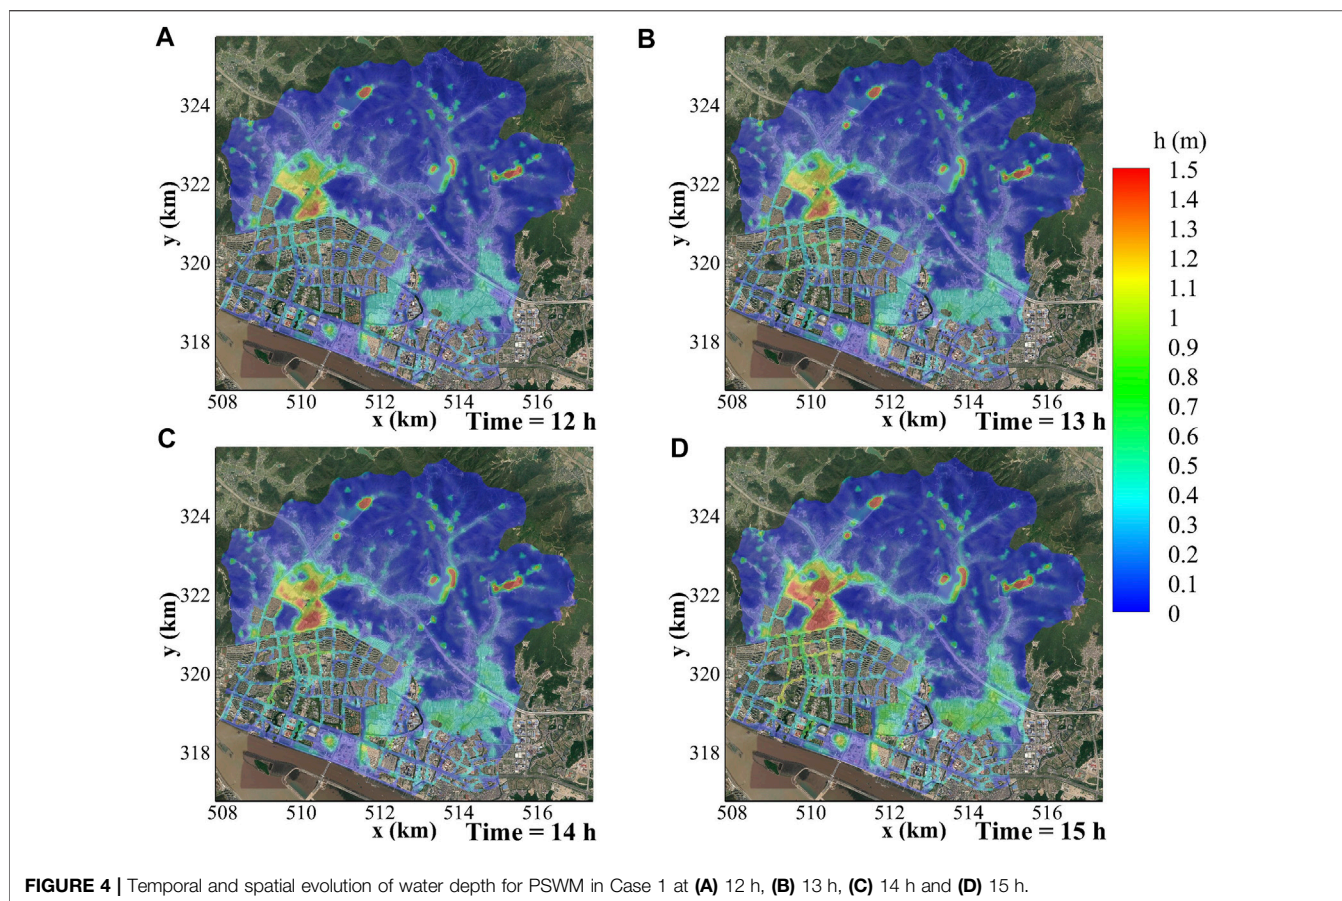 A
B
324
322
320
318
y (km)
508
510
512
514
516
x (km)
Time = 12 h
324
322
320
318
y (km)
508
510
512
514
516
x (km)
Time = 13 h
h (m)
1.5
1.4
1.3
1.2
1.1
1
0.9
0.8
0.7
0.6
0.5
0.4
0.3
0.2
0.1
0
C
D
324
322
320
318
y (km)
508
510
512
514
516
x (km)
Time = 14 h
324
322
320
318
y (km)
508
510
512
514
516
x (km)
Time = 15 h
FIGURE 4 | Temporal and spatial evolution of water depth for PSWM in Case 1 at (A) 12 h, (B) 13 h, (C) 14 h and (D) 15 h.